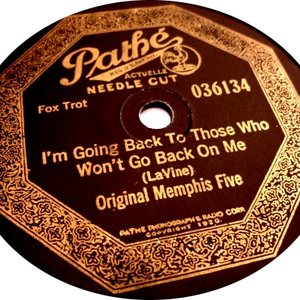 Pathé
ACTUELLE
NEEDLE CUT
Fox Trot
036134
I'm Going Back To Those Who
Won't Go Back On Me
(LaVine)
Original Memphis Five
PATHE PHONOGRAPH & RADIO CORP.
COPYRIGHT 1920